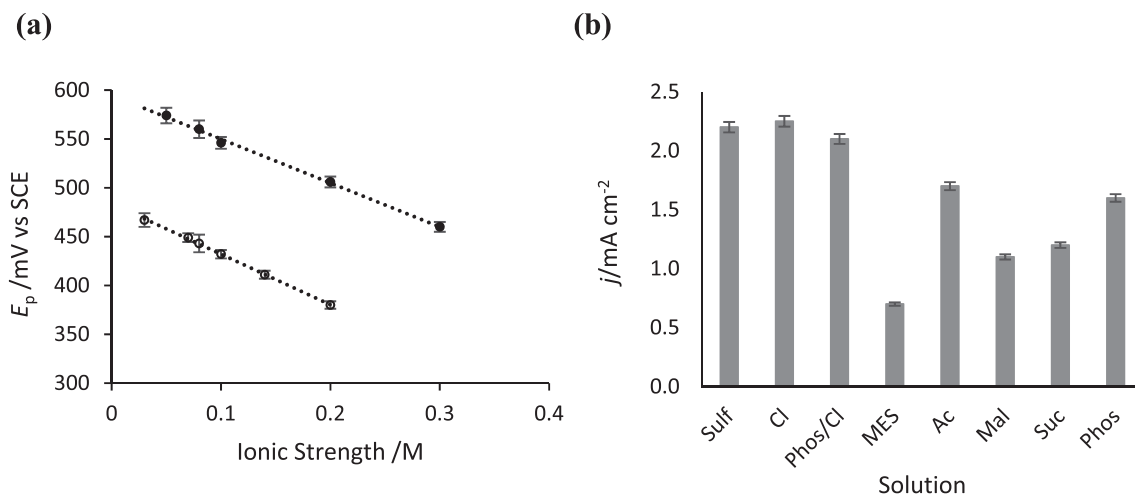 (a)
600
550
500
450
400
350
300
0
0.1
0.2
0.3
0.4
Ep /mV vs SCE
Ionic Strength /M
(b)
2.5
2.0
1.5
1.0
0.5
0.0
j/mA cm-2
Sulf
Cl
Phos/Cl
MES
Ac
Mal
Suc
Phos
Solution